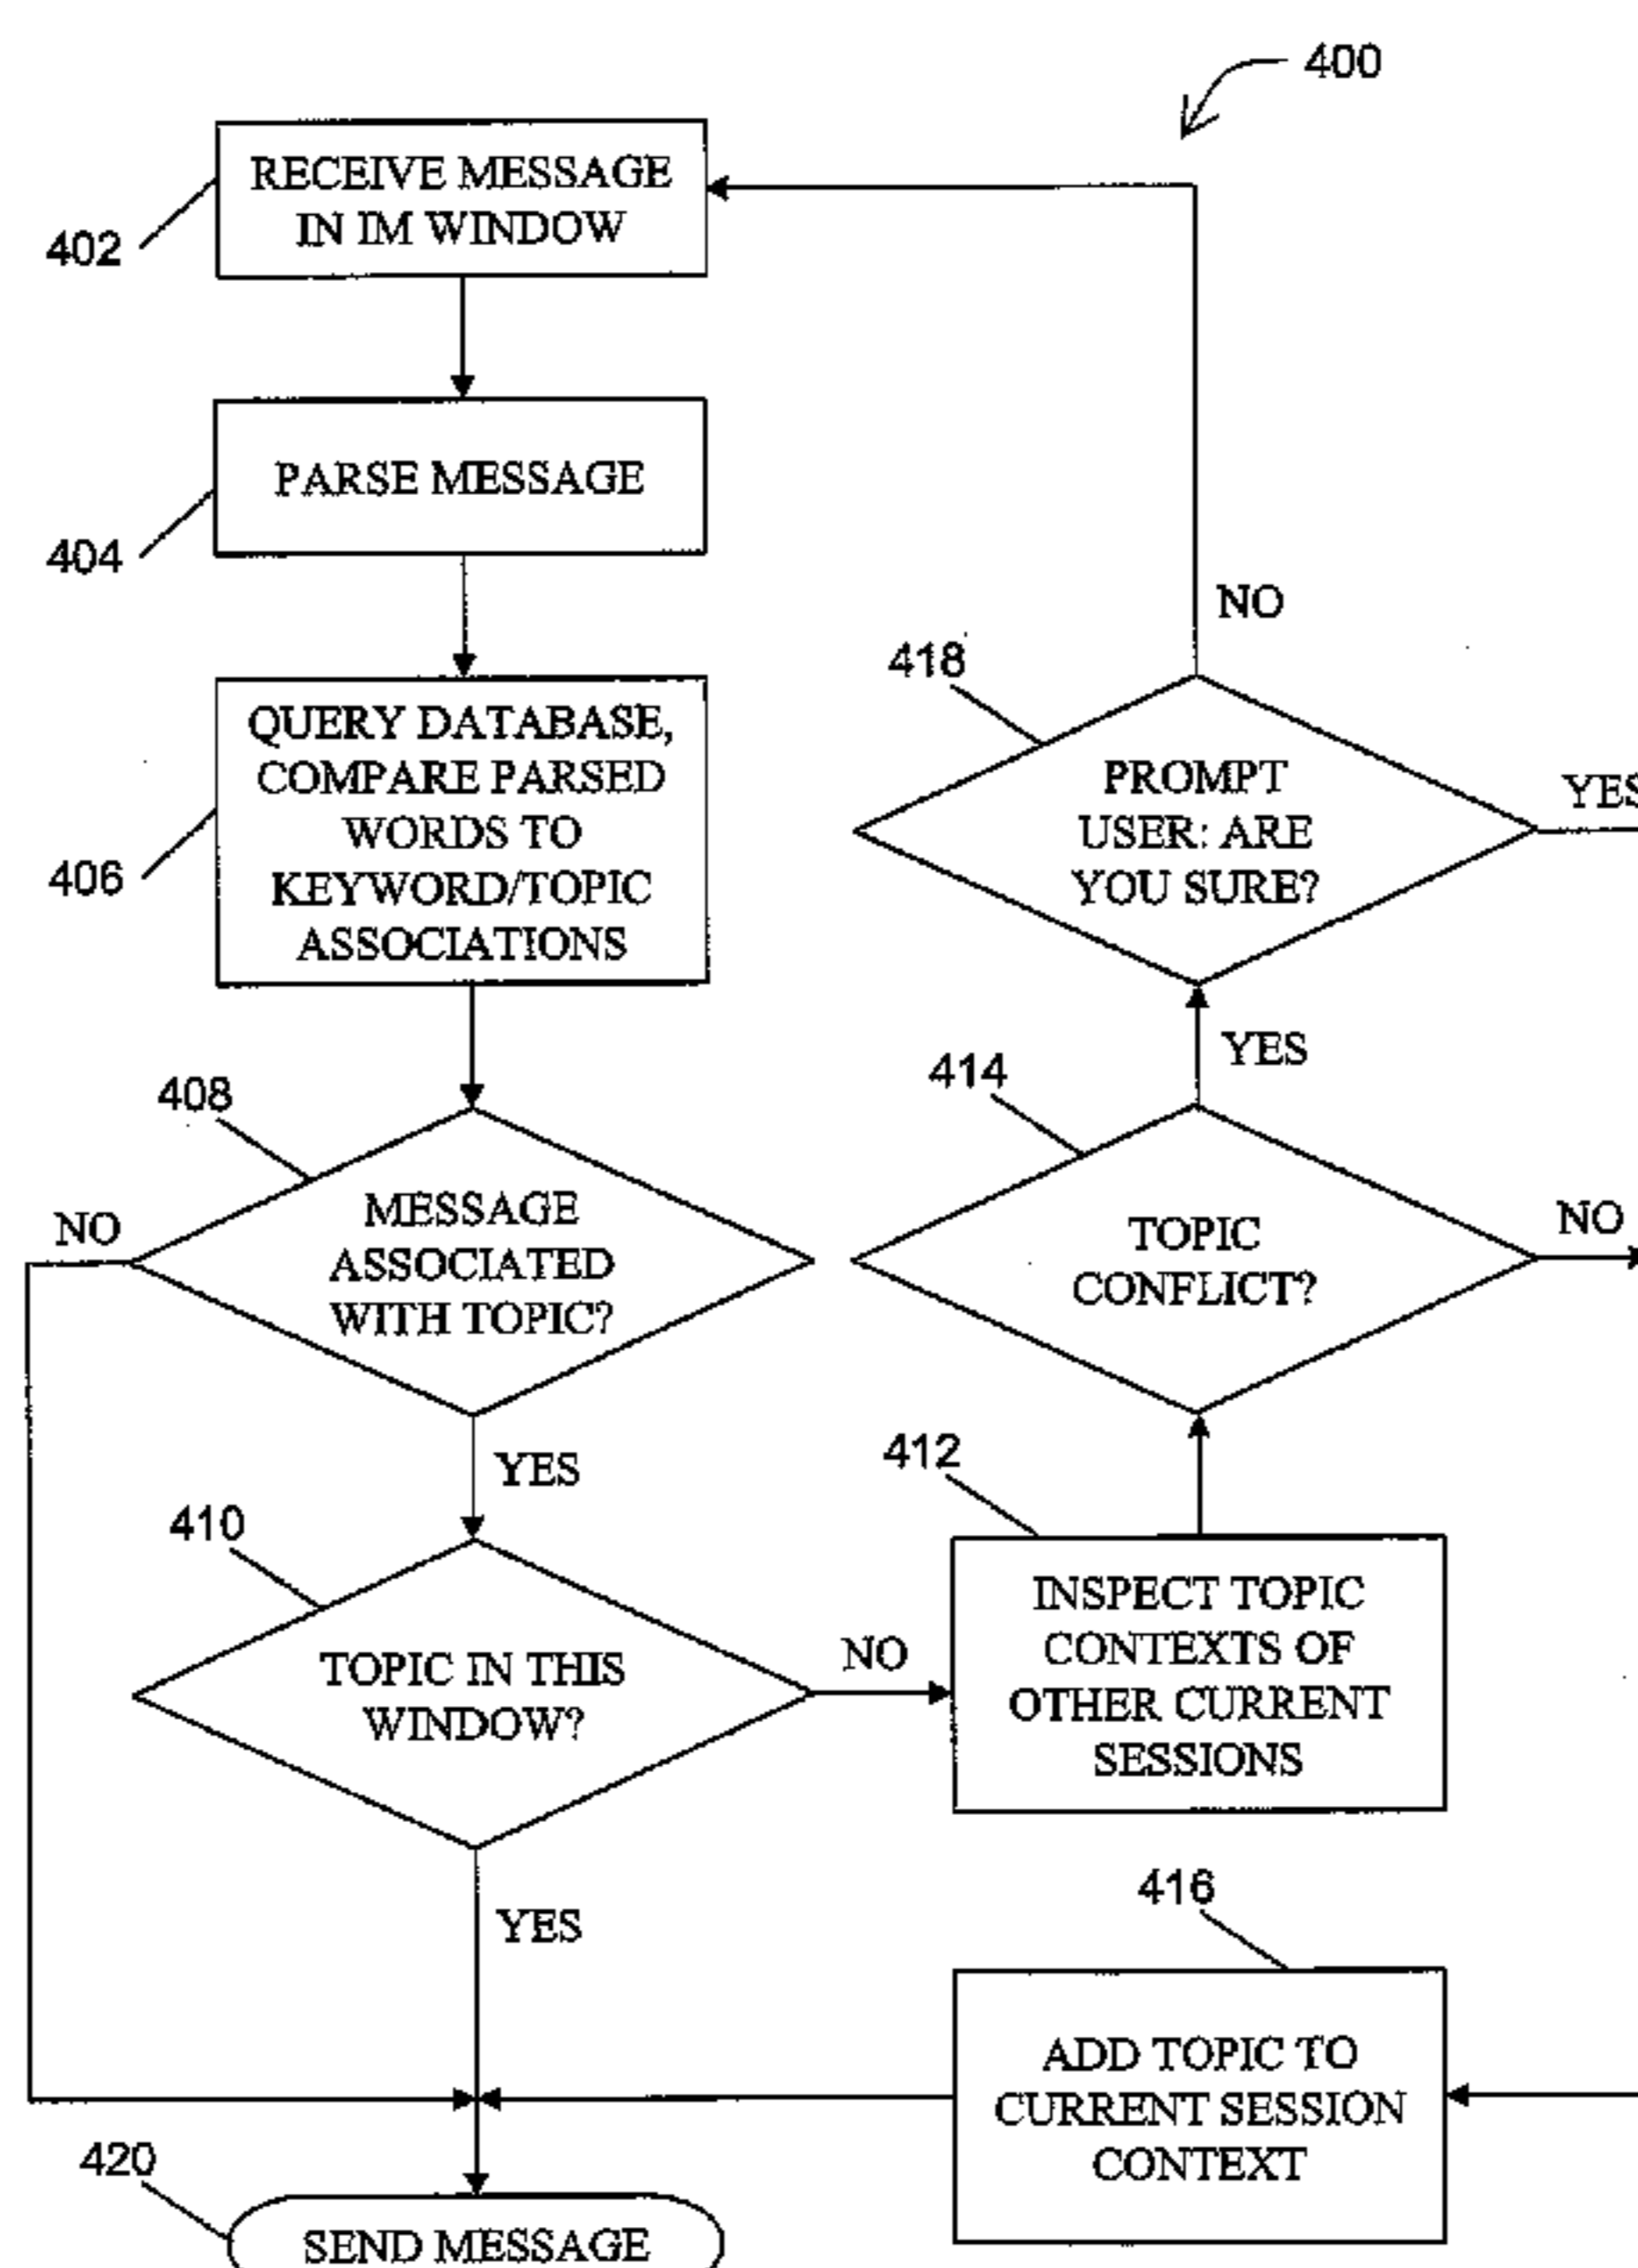 400
RECEIVE MESSAGE
IN IM WINDOW
402
PARSE MESSAGE
404
QUERY DATABASE,
COMPARE PARSED
WORDS TO
KEYWORD/TOPIC
ASSOCIATIONS
406
408
MESSAGE
ASSOCIATED
WITH TOPIC?
NO
YES
410
TOPIC IN THIS
WINDOW?
NO
YES
412
INSPECT TOPIC
CONTEXTS OF
OTHER CURRENT
SESSIONS
414
TOPIC
CONFLICT?
YES
NO
418
PROMPT
USER: ARE
YOU SURE?
NO
YES
416
ADD TOPIC TO
CURRENT SESSION
CONTEXT
420
SEND MESSAGE